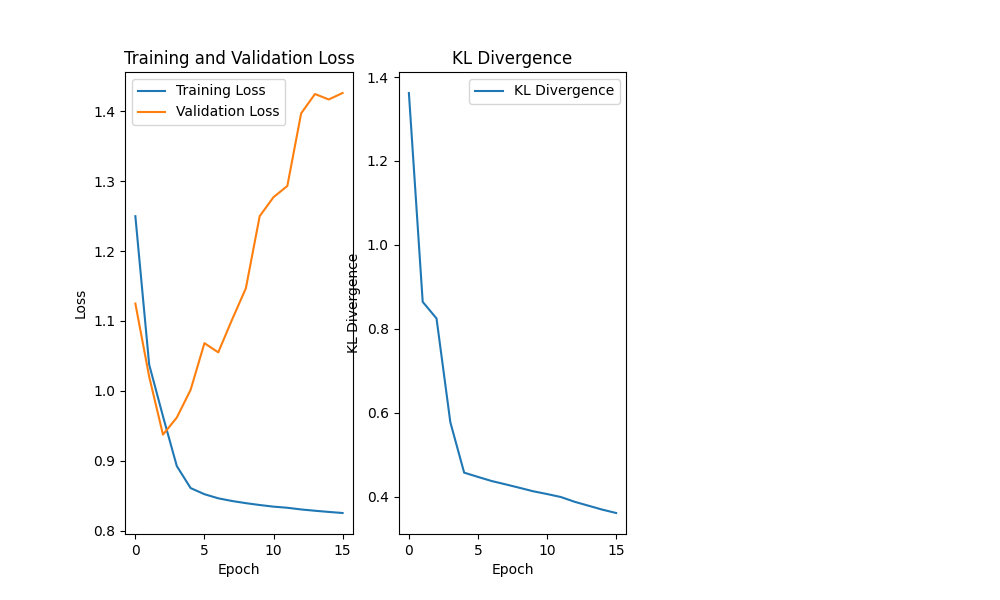 Training and Validation Loss
Training Loss
Validation Loss
1.4
1.3
1.2
1.1
1.0
0.9
0.8
Loss
0
5
10
15
Epoch
KL Divergence
KL Divergence
1.4
1.2
1.0
0.8
0.6
0.4
KL Divergence
0
5
10
15
Epoch